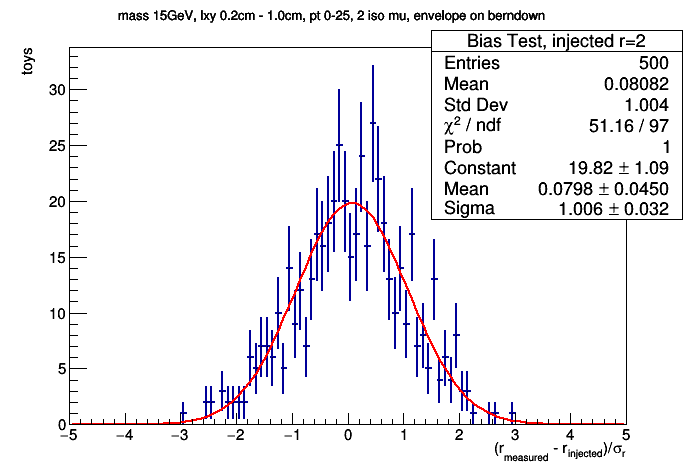 mass 15GeV, lxy 0.2cm - 1.0cm, pt 0-25, 2 iso mu, envelope on berndown
Bias Test, injected r=2
Entries 500
Mean 0.08082
Std Dev 1.004
χ² / ndf 51.16 / 97
Prob 1
Constant 19.82 ± 1.09
Mean 0.0798 ± 0.0450
Sigma 1.006 ± 0.032
toys
30
25
20
15
10
5
0
−5 −4 −3 −2 −1 0 1 2 3 4 5
(r_measured - r_injected)/σ_r